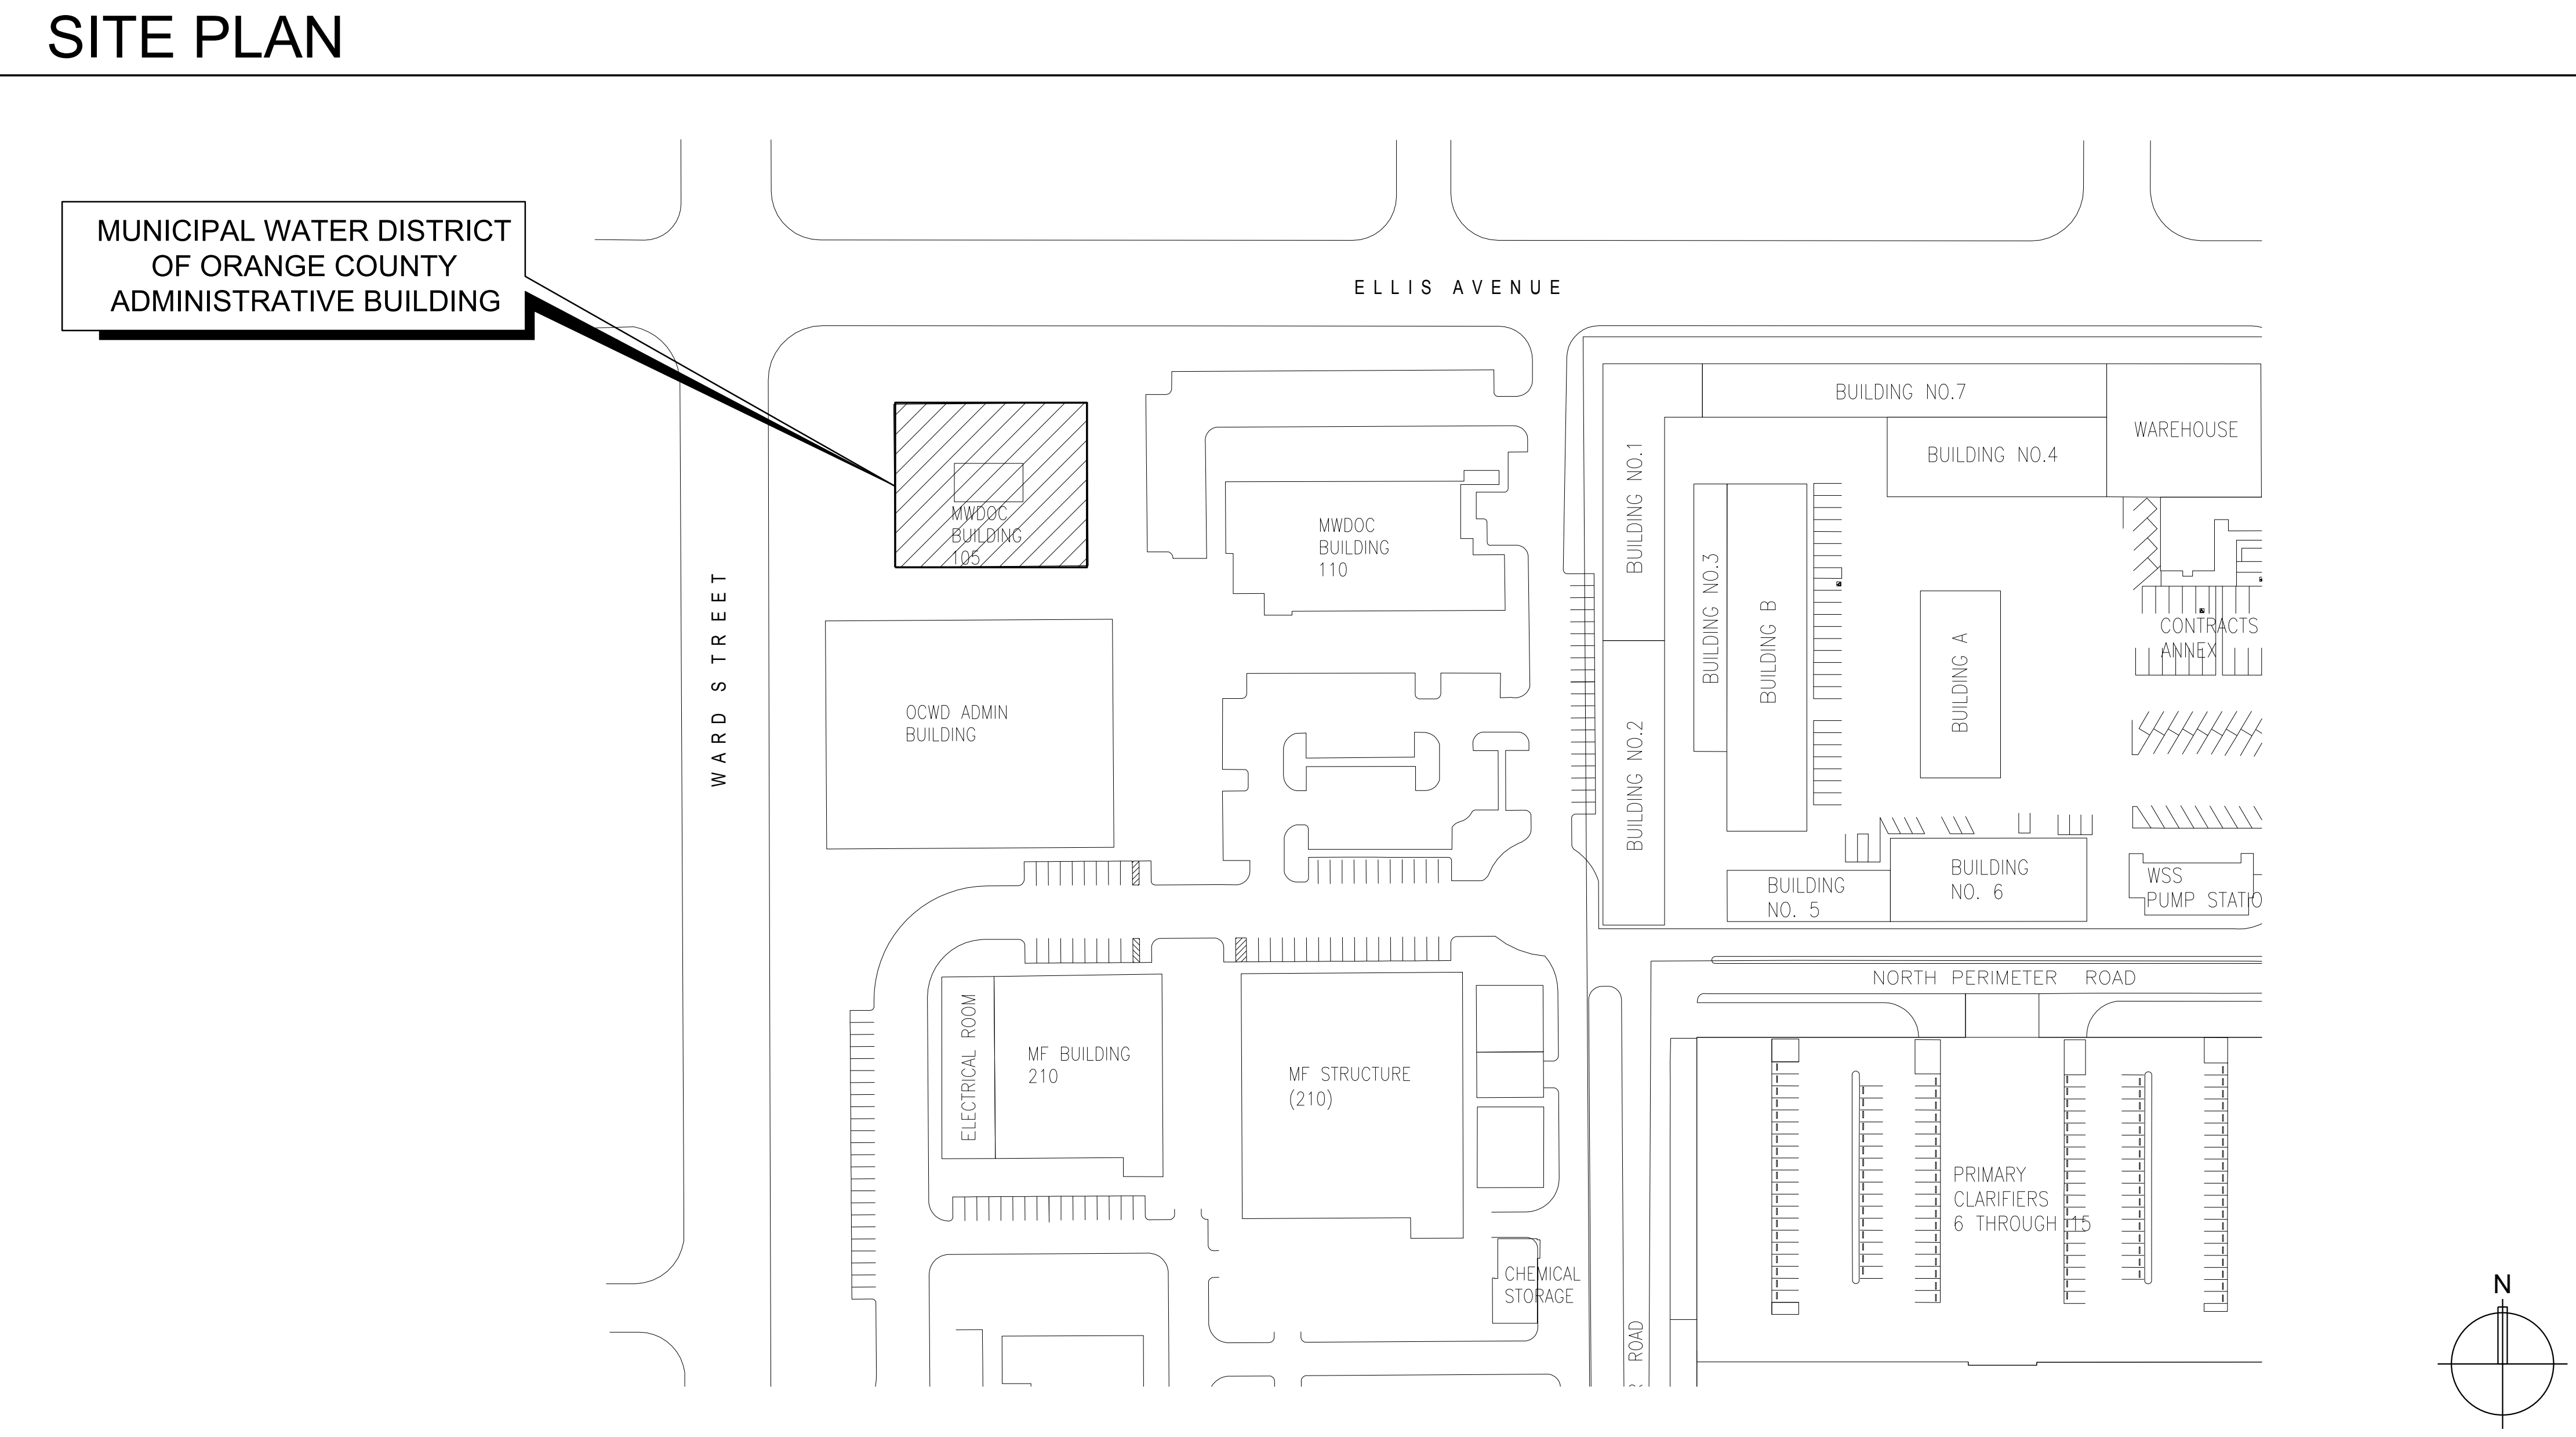 SITE PLAN
MUNICIPAL WATER DISTRICT
OF ORANGE COUNTY
ADMINISTRATIVE BUILDING
ELLIS AVENUE
WARD STREET
MWDOC
BUILDING
105
MWDOC
BUILDING
110
OCWD ADMIN
BUILDING
BUILDING NO.1
BUILDING NO.7
BUILDING NO.4
WAREHOUSE
BUILDING NO.3
BUILDING B
BUILDING A
CONTRACTS
ANNEX
BUILDING NO.2
BUILDING
NO. 5
BUILDING
NO. 6
WSS
PUMP STATIO
NORTH PERIMETER ROAD
ELECTRICAL ROOM
MF BUILDING
210
MF STRUCTURE
(210)
PRIMARY
CLARIFIERS
6 THROUGH 15
CHEMICAL
STORAGE
ROAD
N